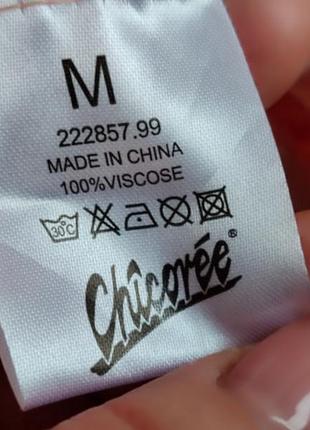 M
222857.99
MADE IN CHINA
100%VISCOSE
30°C
Chicorée®